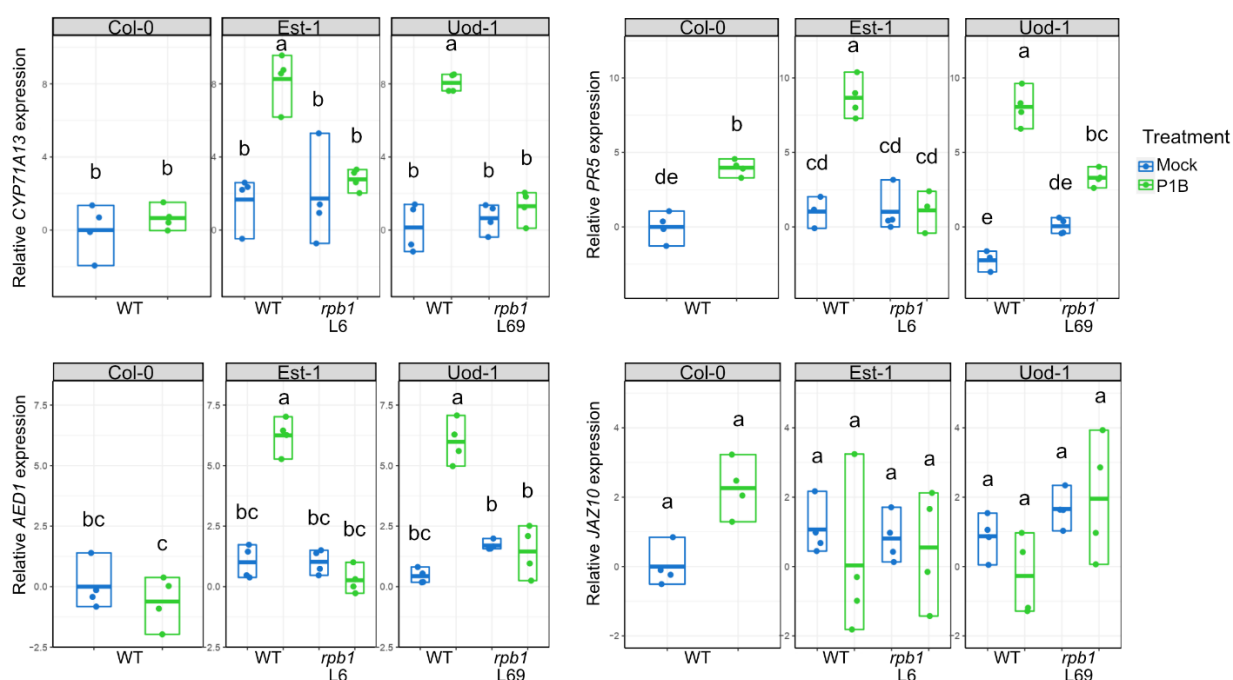 Col-0 Est-1 Uod-1
Relative CYP71A13 expression
8
4
0
b b
a
b b b
a
b b b
WT WT rpb1 WT rpb1
L6 L69
Col-0 Est-1 Uod-1
Relative PR5 expression
10
5
0
de b
cd a cd cd
e a de bc
WT WT rpb1 WT rpb1
L6 L69
Treatment
Mock
P1B
Col-0 Est-1 Uod-1
Relative AED1 expression
7.5
5.0
2.5
0.0
-2.5
bc c
bc a bc bc
bc a b b
WT WT rpb1 WT rpb1
L6 L69
Col-0 Est-1 Uod-1
Relative JAZ10 expression
4
2
0
2
a a
a a a a
a a a a
WT WT rpb1 WT rpb1
L6 L69